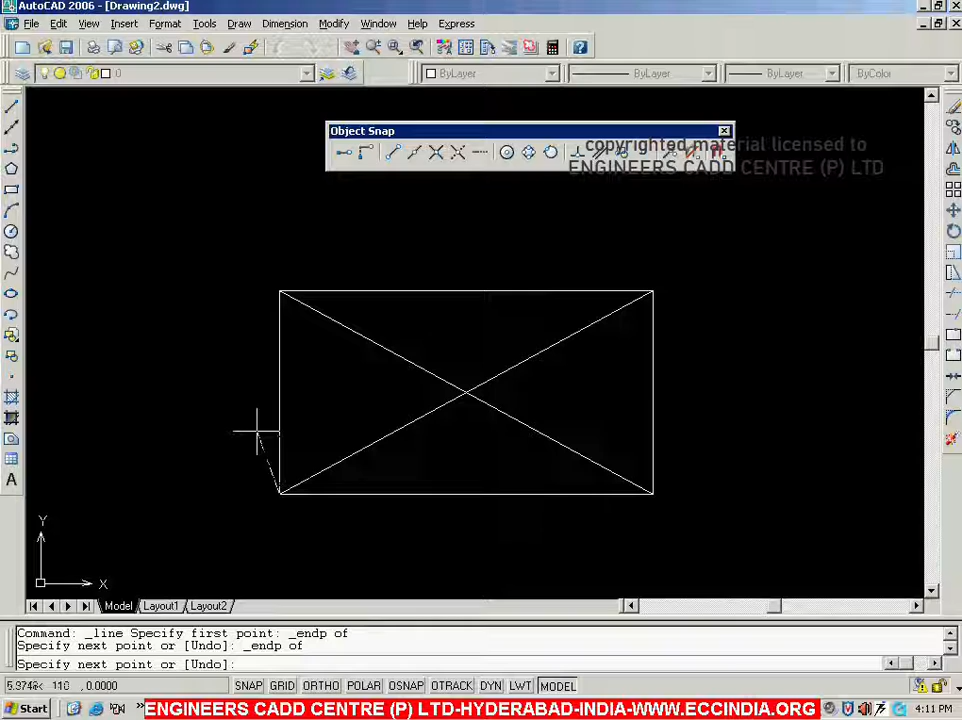 AutoCAD 2006 - [Drawing2.dwg]
File Edit View Insert Format Tools Draw Dimension Modify Window Help Express
0 ByLayer ByLayer ByLayer ByColor
Object Snap
copyrighted material licensed to
ENGINEERS CADD CENTRE (P) LTD
Y
X
Model Layout1 Layout2
Command: _line Specify first point: _endp of
Specify next point or [Undo]: _endp of
Specify next point or [Undo]:
SNAP GRID ORTHO POLAR OSNAP OTRACK DYN LWT MODEL
Start » ENGINEERS CADD CENTRE (P) LTD-HYDERABAD-INDIA-WWW.ECCINDIA.ORG 4:11 PM